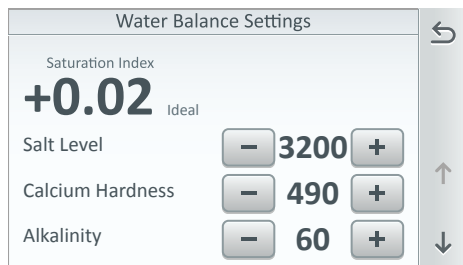 Water Balance Settings
Saturation Index
+0.02 Ideal
Salt Level − 3200 +
Calcium Hardness − 490 +
Alkalinity − 60 +